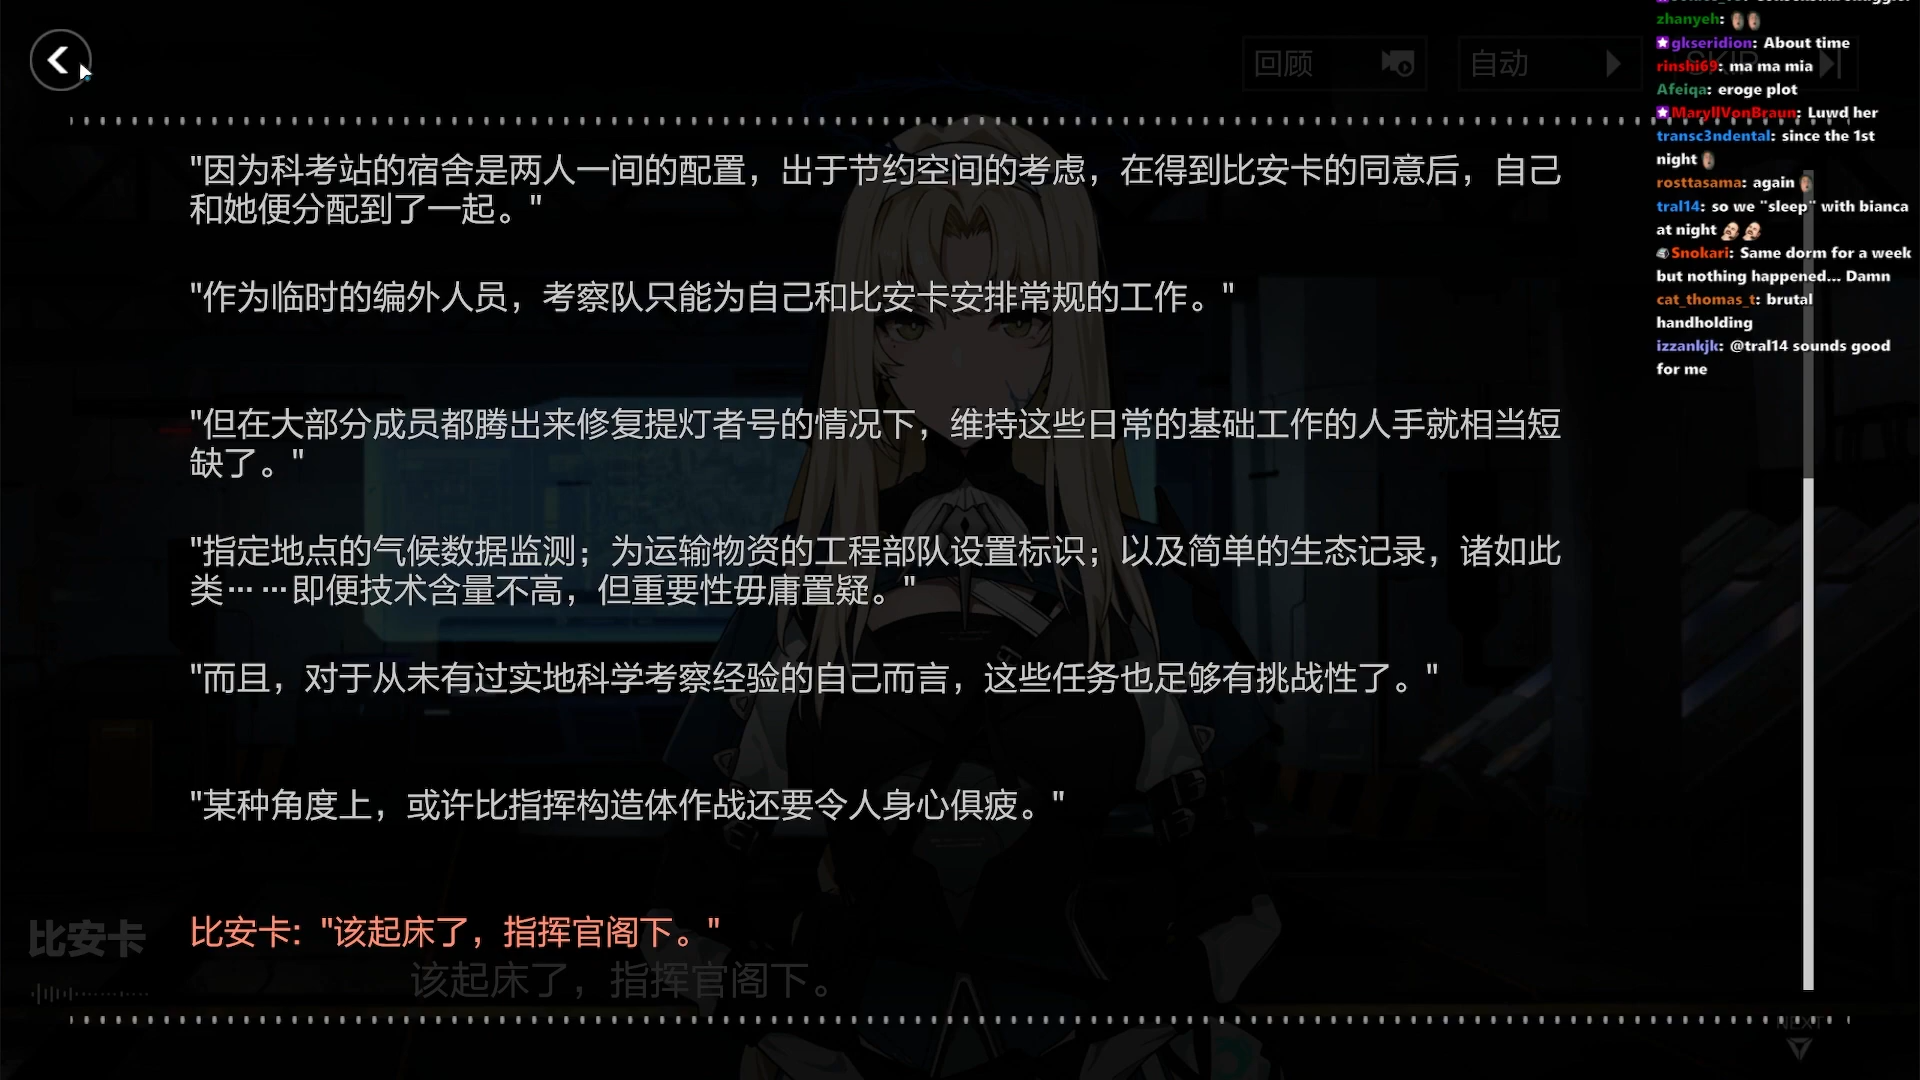 回顾
自动
SKIP
"因为科考站的宿舍是两人一间的配置，出于节约空间的考虑，在得到比安卡的同意后，自己
和她便分配到了一起。"
"作为临时的编外人员，考察队只能为自己和比安卡安排常规的工作。"
"但在大部分成员都腾出来修复提灯者号的情况下，维持这些日常的基础工作的人手就相当短
缺了。"
"指定地点的气候数据监测；为运输物资的工程部队设置标识；以及简单的生态记录，诸如此
类……即便技术含量不高，但重要性毋庸置疑。"
"而且，对于从未有过实地科学考察经验的自己而言，这些任务也足够有挑战性了。"
"某种角度上，或许比指挥构造体作战还要令人身心俱疲。"
比安卡："该起床了，指挥官阁下。"
比安卡
该起床了，指挥官阁下。
NEXT
zhanyeh:
gkseridion: About time
rinshi69: ma ma mia
Afeiqa: eroge plot
MaryllVonBraun: Luwd her
transc3ndental: since the 1st
night
rosttasama: again
tral14: so we "sleep" with bianca
at night
Snokari: Same dorm for a week
but nothing happened... Damn
cat_thomas_t: brutal
handholding
izzankjk: @tral14 sounds good
for me